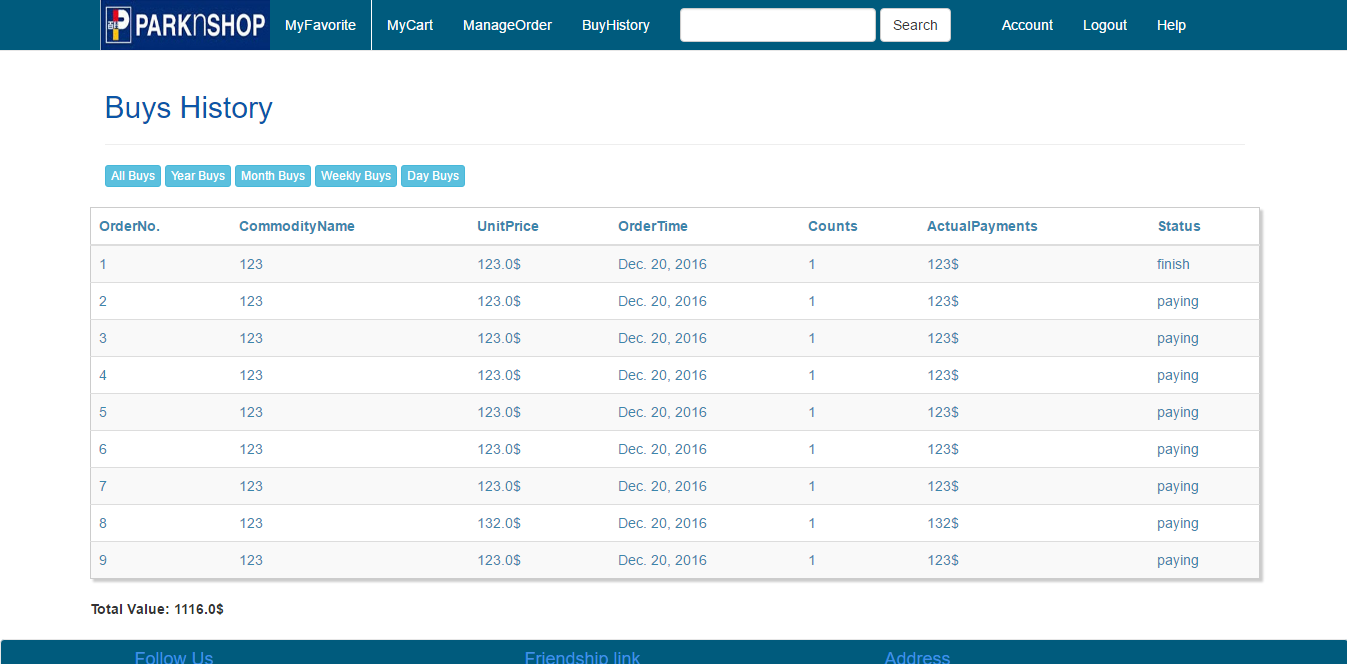 PARKNSHOP MyFavorite MyCart ManageOrder BuyHistory Search Account Logout Help
Buys History
All Buys Year Buys Month Buys Weekly Buys Day Buys
OrderNo. CommodityName UnitPrice OrderTime Counts ActualPayments Status
1 123 123.0$ Dec. 20, 2016 1 123$ finish
2 123 123.0$ Dec. 20, 2016 1 123$ paying
3 123 123.0$ Dec. 20, 2016 1 123$ paying
4 123 123.0$ Dec. 20, 2016 1 123$ paying
5 123 123.0$ Dec. 20, 2016 1 123$ paying
6 123 123.0$ Dec. 20, 2016 1 123$ paying
7 123 123.0$ Dec. 20, 2016 1 123$ paying
8 123 132.0$ Dec. 20, 2016 1 132$ paying
9 123 123.0$ Dec. 20, 2016 1 123$ paying
Total Value: 1116.0$
Follow Us Friendship link Address